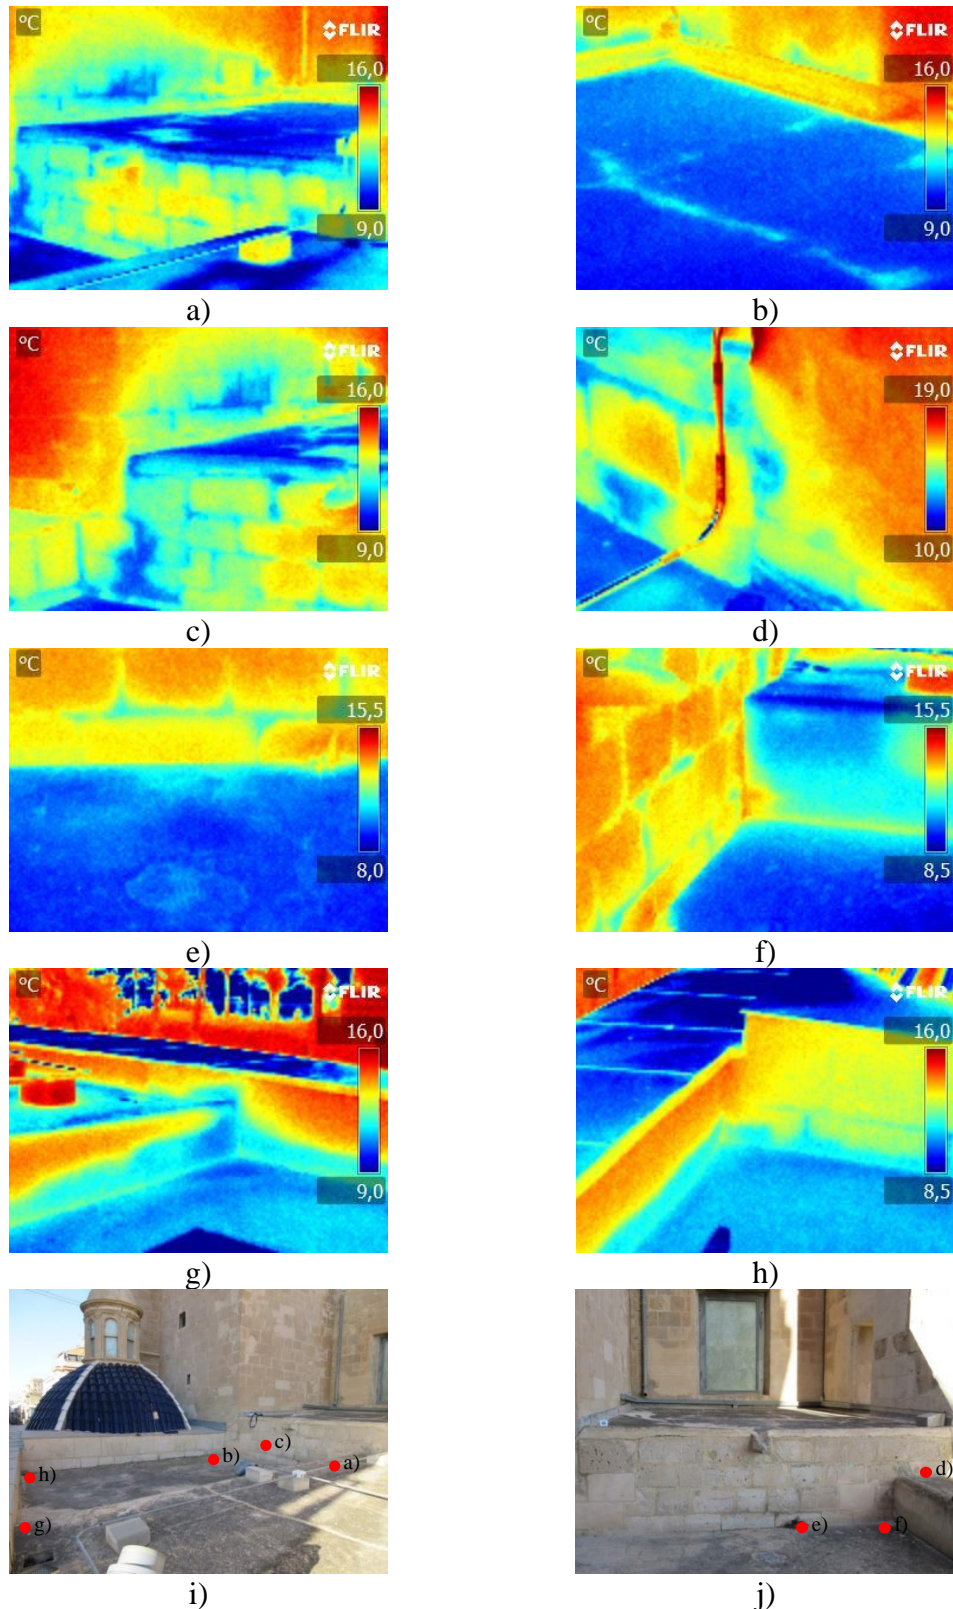 °C FLIR
16,0
9,0
a)
°C FLIR
16,0
9,0
b)
°C FLIR
16,0
9,0
c)
°C FLIR
19,0
10,0
d)
°C FLIR
15,5
8,0
e)
°C FLIR
15,5
8,5
f)
°C FLIR
16,0
9,0
g)
°C FLIR
16,0
8,5
h)
c)
b)
a)
h)
g)
i)
d)
e)
f)
j)